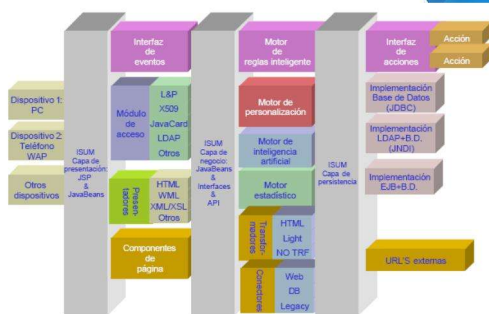 Dispositivo 1:
PC
Dispositivo 2:
Teléfono
WAP
Otros
dispositivos
ISUM
Capa de
presentación:
JSP
&
JavaBeans
Interfaz
de
eventos
Módulo
de
acceso
L&P
X509
JavaCard
LDAP
Otros
Presen-
tadores
HTML
WML
XML/XSL
Otros
Componentes
de
página
ISUM
Capa de
negocio:
JavaBeans
&
Interfaces
&
API
Motor
de
reglas inteligente
Motor de
personalización
Motor de
inteligencia
artificial
Motor
estadístico
Transfor-
madores
HTML
Light
NO TRF
Conectores
Web
DB
Legacy
ISUM
Capa de
persistencia
Interfaz
de
acciones
Acción
Acción
Implementación
Base de Datos
(JDBC)
Implementación
LDAP+B.D.
(JNDI)
Implementación
EJB+B.D.
URL'S externas